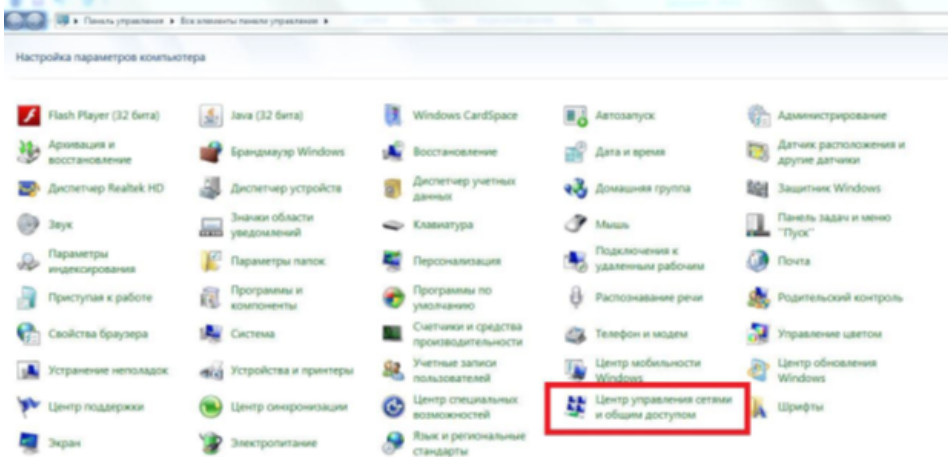 Панель управления ▸ Все элементы панели управления ▸
Настройка параметров компьютера
Flash Player (32 бита)
Java (32 бита)
Windows CardSpace
Автозапуск
Администрирование
Архивация и
восстановление
Брандмауэр Windows
Восстановление
Дата и время
Датчик расположения и
другие датчики
Диспетчер Realtek HD
Диспетчер устройств
Диспетчер учетных
данных
Домашняя группа
Защитник Windows
Звук
Значки области
уведомлений
Клавиатура
Мышь
Панель задач и меню
"Пуск"
Параметры
индексирования
Параметры папок
Персонализация
Подключения к
удаленным рабочим
Почта
Приступая к работе
Программы и
компоненты
Программы по
умолчанию
Распознавание речи
Родительский контроль
Свойства браузера
Система
Счетчики и средства
производительности
Телефон и модем
Управление цветом
Устранение неполадок
Устройства и принтеры
Учетные записи
пользователей
Центр мобильности
Windows
Центр обновления
Windows
Центр поддержки
Центр синхронизации
Центр специальных
возможностей
Центр управления сетями
и общим доступом
Шрифты
Экран
Электропитание
Язык и региональные
стандарты